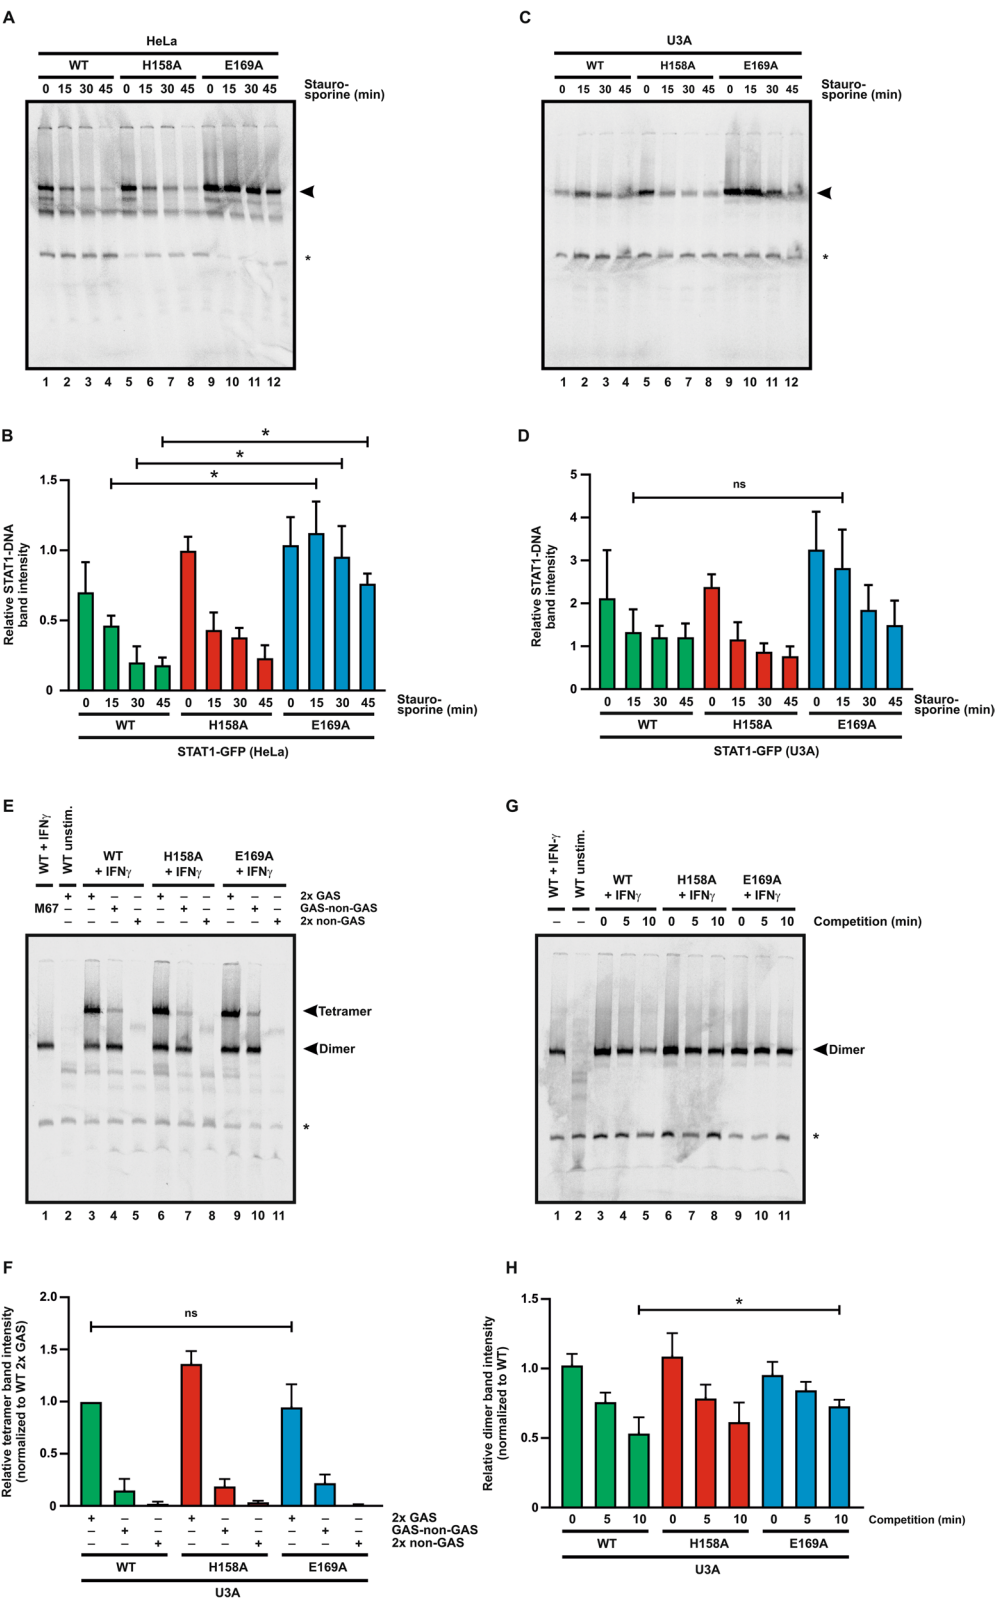 A
HeLa
WT H158A E169A
0 15 30 45 0 15 30 45 0 15 30 45 Stauro-
sporine (min)
*
1 2 3 4 5 6 7 8 9 10 11 12
C
U3A
WT H158A E169A
0 15 30 45 0 15 30 45 0 15 30 45 Stauro-
sporine (min)
*
1 2 3 4 5 6 7 8 9 10 11 12
B
*
*
*
Relative STAT1-DNA
band intensity
1.5
1.0
0.5
0
0 15 30 45 0 15 30 45 0 15 30 45 Stauro-
sporine (min)
WT H158A E169A
STAT1-GFP (HeLa)
D
ns
Relative STAT1-DNA
band intensity
5
4
3
2
1
0
0 15 30 45 0 15 30 45 0 15 30 45 Stauro-
sporine (min)
WT H158A E169A
STAT1-GFP (U3A)
E
WT + IFNγ
WT unstim.
WT H158A E169A
+ IFNγ + IFNγ + IFNγ
M67
+ + – – + – – + – – 2x GAS
– – + – – + – – + – GAS-non-GAS
– – – + – – + – – + 2x non-GAS
Tetramer
Dimer
*
1 2 3 4 5 6 7 8 9 10 11
G
WT + IFN-γ
WT unstim.
WT H158A E169A
+ IFNγ + IFNγ + IFNγ
– – 0 5 10 0 5 10 0 5 10 Competition (min)
Dimer
*
1 2 3 4 5 6 7 8 9 10 11
F
ns
Relative tetramer band intensity
(normalized to WT 2x GAS)
2.0
1.5
1.0
0.5
0
+ – – + – – + – – 2x GAS
– + – – + – – + – GAS-non-GAS
– – + – – + – – + 2x non-GAS
WT H158A E169A
U3A
H
*
Relative dimer band intensity
(normalized to WT)
1.5
1.0
0.5
0
0 5 10 0 5 10 0 5 10 Competition (min)
WT H158A E169A
U3A